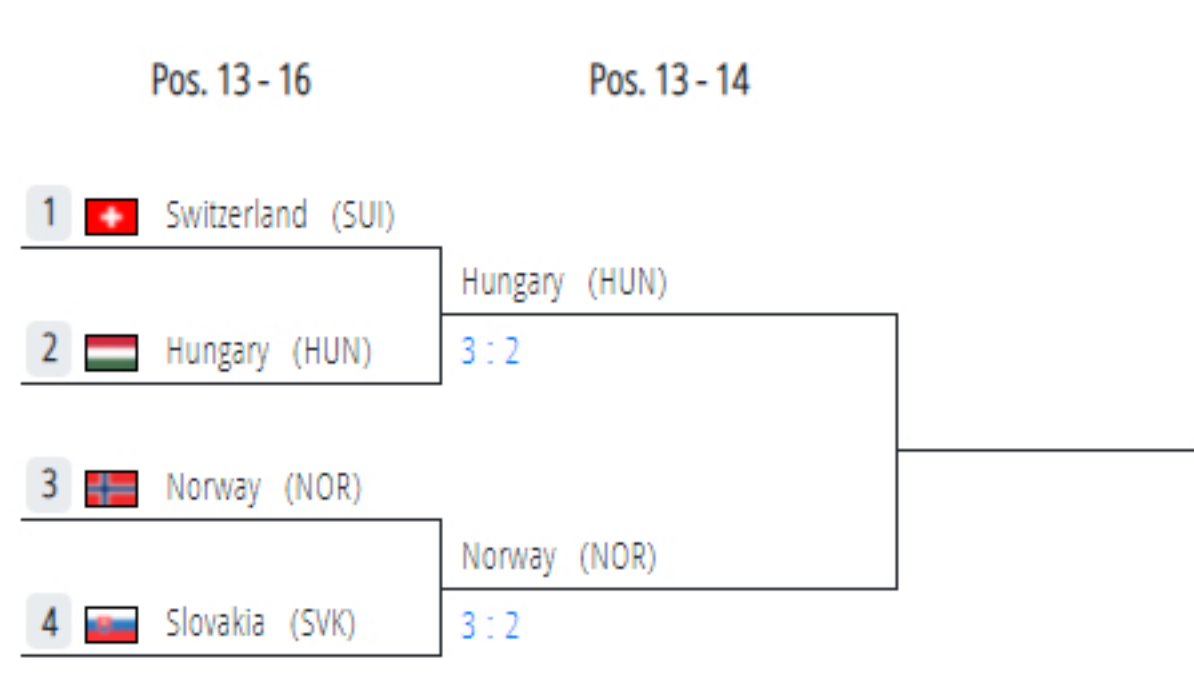 Pos. 13 - 16 Pos. 13 - 14
1 Switzerland (SUI)
Hungary (HUN)
2 Hungary (HUN) 3 : 2
3 Norway (NOR)
Norway (NOR)
4 Slovakia (SVK) 3 : 2